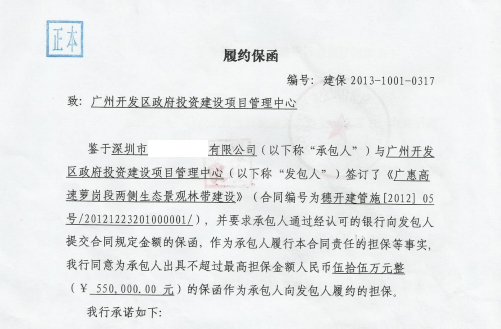 正本
履约保函
编号：建保 2013-1001-0317
致：广州开发区政府投资建设项目管理中心
鉴于深圳市 有限公司（以下称“承包人”）与广州开发
区政府投资建设项目管理中心（以下称“发包人”）签订了《广惠高
速萝岗段两侧生态景观林带建设》（合同编号为穗开建管施[2012] 05
号/20121223201000001/），并要求承包人通过经认可的银行向发包人
提交合同规定金额的保函，作为承包人履行本合同责任的担保等事实，
我行同意为承包人出具不超过最高担保金额人民币伍拾伍万元整
（￥ 550,000.00 元）的保函作为承包人向发包人履约的担保。
我行承诺如下：